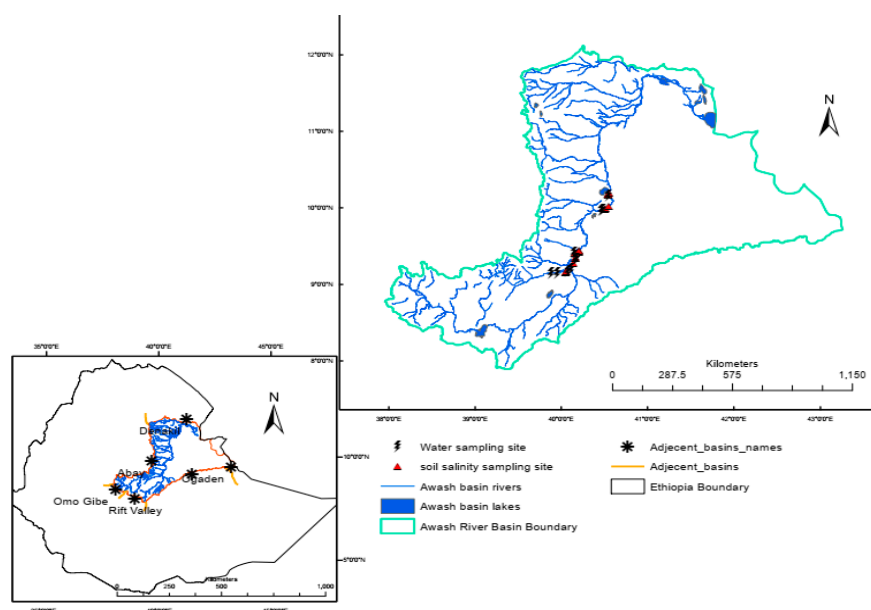 12°0'0"N
11°0'0"N
10°0'0"N
9°0'0"N
8°0'0"N
N
Kilometers
0 287.5 575 1,150
38°0'0"E 39°0'0"E 40°0'0"E 41°0'0"E 42°0'0"E 43°0'0"E
35°0'0"E 40°0'0"E 45°0'0"E
N
Denakil
Abay
Ogaden
Omo Gibe
Rift Valley
10°0'0"N
5°0'0"N
Kilometers
0 250 500 1,000
Water sampling site
soil salinity sampling site
Awash basin rivers
Awash basin lakes
Awash River Basin Boundary
Adjecent_basins_names
Adjecent_basins
Ethiopia Boundary